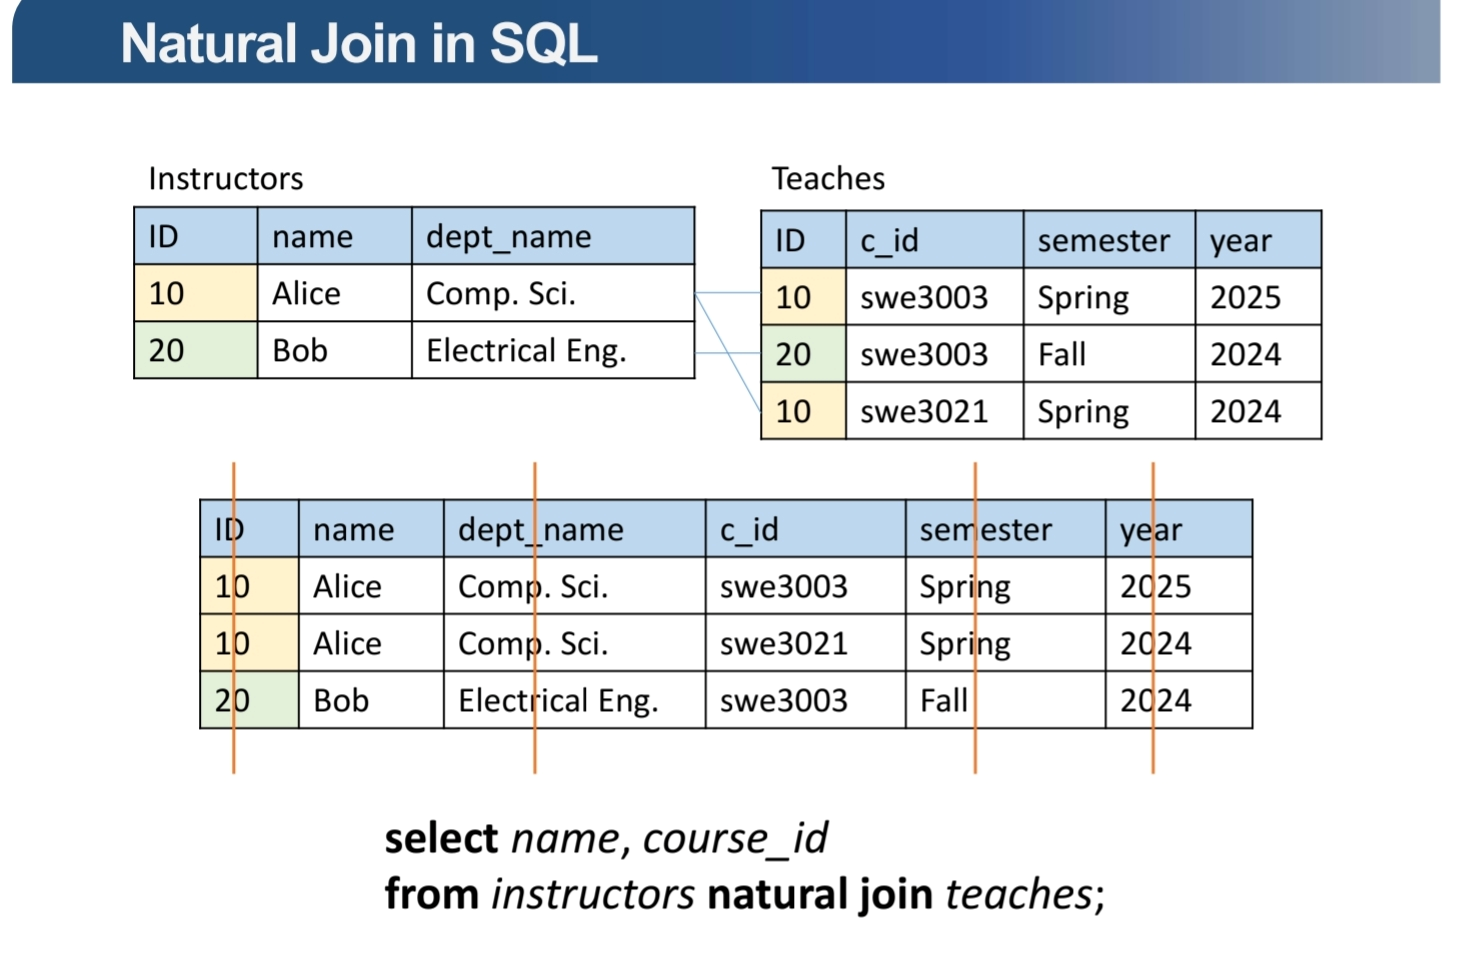 Natural Join in SQL
Instructors
ID name dept_name
10 Alice Comp. Sci.
20 Bob Electrical Eng.
Teaches
ID c_id semester year
10 swe3003 Spring 2025
20 swe3003 Fall 2024
10 swe3021 Spring 2024
ID name dept_name c_id semester year
10 Alice Comp. Sci. swe3003 Spring 2025
10 Alice Comp. Sci. swe3021 Spring 2024
20 Bob Electrical Eng. swe3003 Fall 2024
select name, course_id
from instructors natural join teaches;